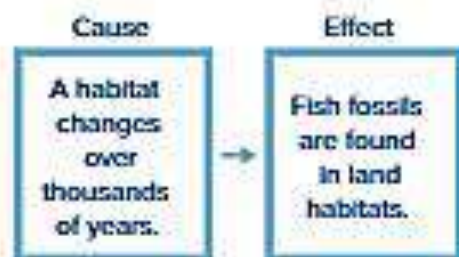 Cause
Effect
A habitat
changes
over
thousands
of years.
Fish fossils
are found
in land
habitats.